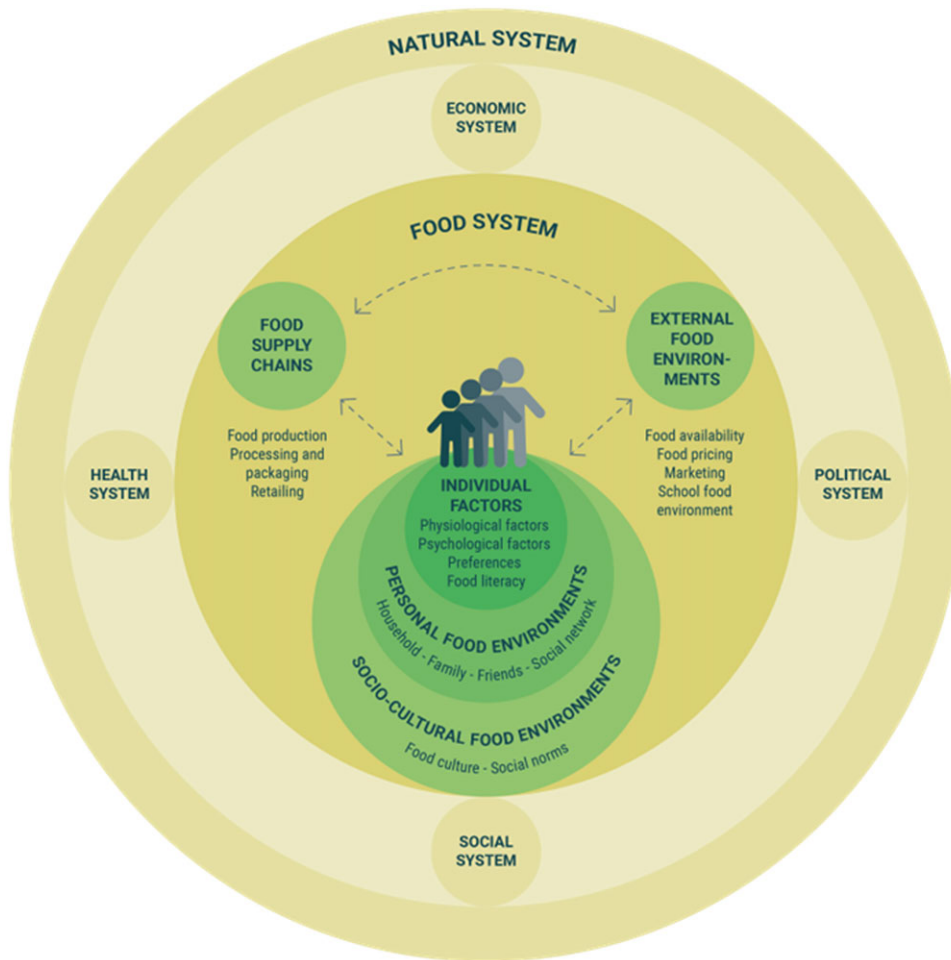 NATURAL SYSTEM
ECONOMIC
SYSTEM
FOOD SYSTEM
FOOD
SUPPLY
CHAINS
Food production
Processing and
packaging
Retailing
EXTERNAL
FOOD
ENVIRON-
MENTS
Food availability
Food pricing
Marketing
School food
environment
HEALTH
SYSTEM
POLITICAL
SYSTEM
INDIVIDUAL
FACTORS
Physiological factors
Psychological factors
Preferences
Food literacy
PERSONAL FOOD ENVIRONMENTS
Household - Family - Friends - Social network
SOCIO-CULTURAL FOOD ENVIRONMENTS
Food culture - Social norms
SOCIAL
SYSTEM